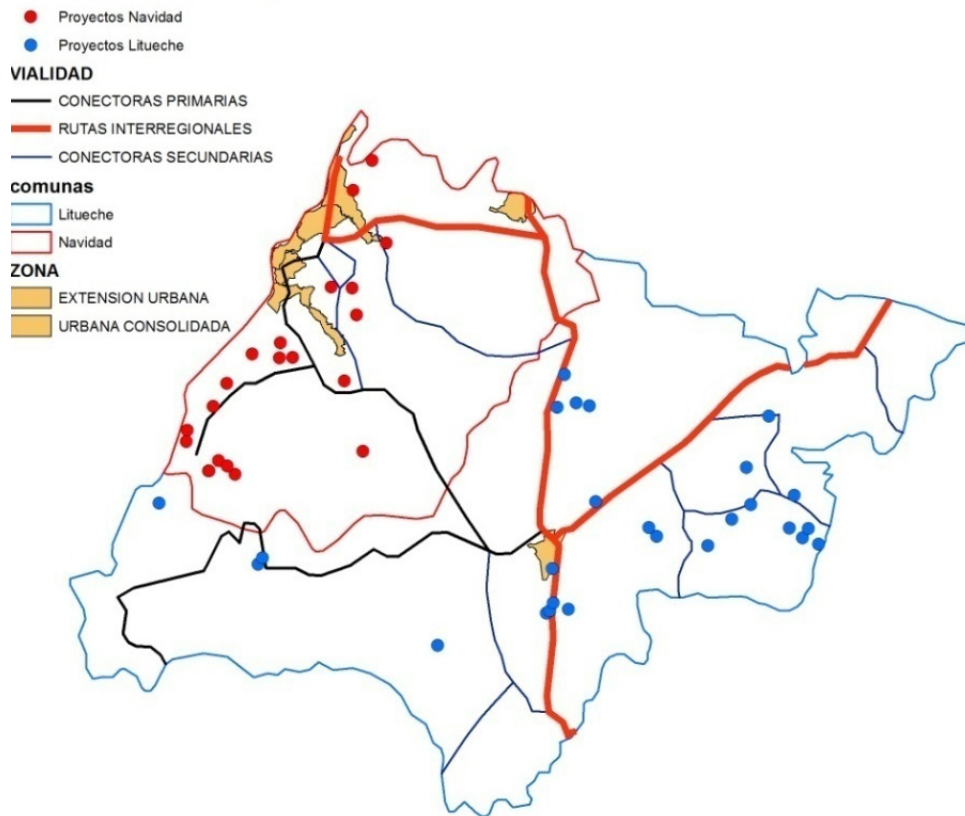 Proyectos Navidad
Proyectos Litueche
VIALIDAD
CONECTORAS PRIMARIAS
RUTAS INTERREGIONALES
CONECTORAS SECUNDARIAS
comunas
Litueche
Navidad
ZONA
EXTENSION URBANA
URBANA CONSOLIDADA